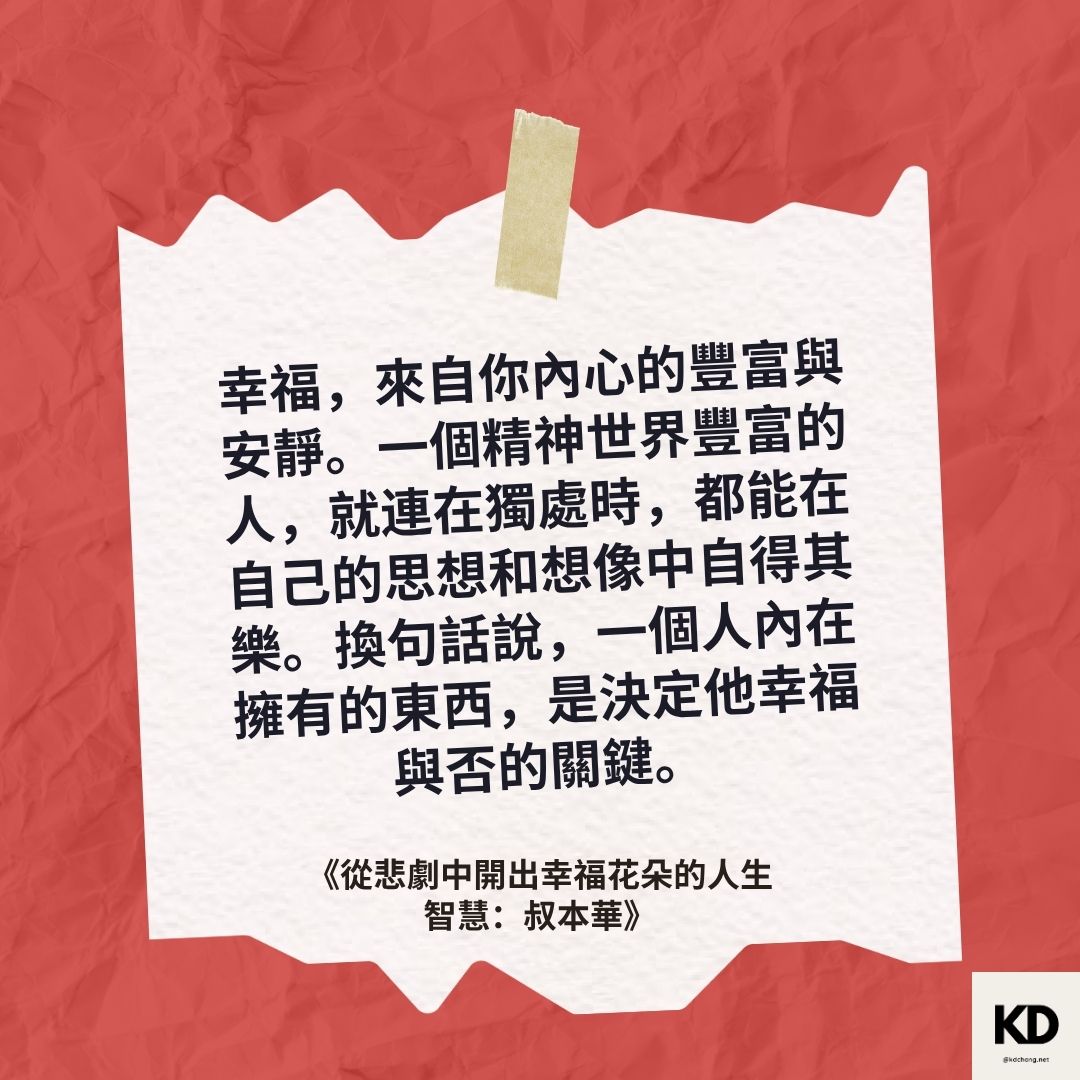 幸福，來自你內心的豐富與
安靜。一個精神世界豐富的
人，就連在獨處時，都能在
自己的思想和想像中自得其
樂。換句話說，一個人內在
擁有的東西，是決定他幸福
與否的關鍵。
《從悲劇中開出幸福花朵的人生
智慧：叔本華》
KD
@kdchong.net